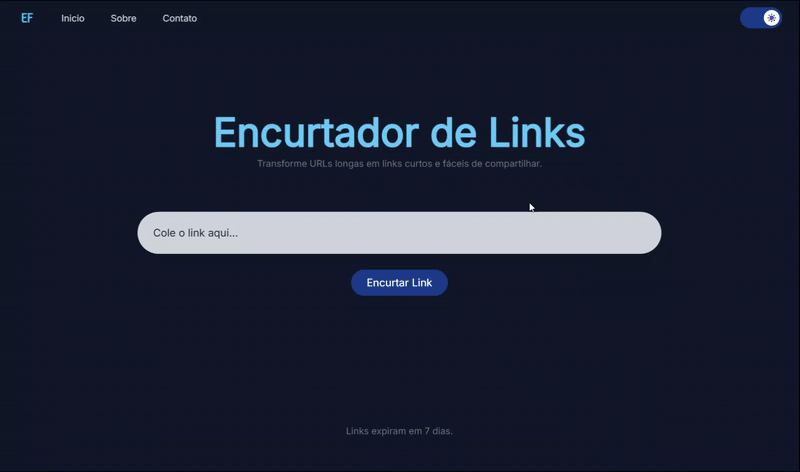 EF Inicio Sobre Contato
Encurtador de Links
Transforme URLs longas em links curtos e fáceis de compartilhar.
Cole o link aqui...
Encurtar Link
Links expiram em 7 dias.